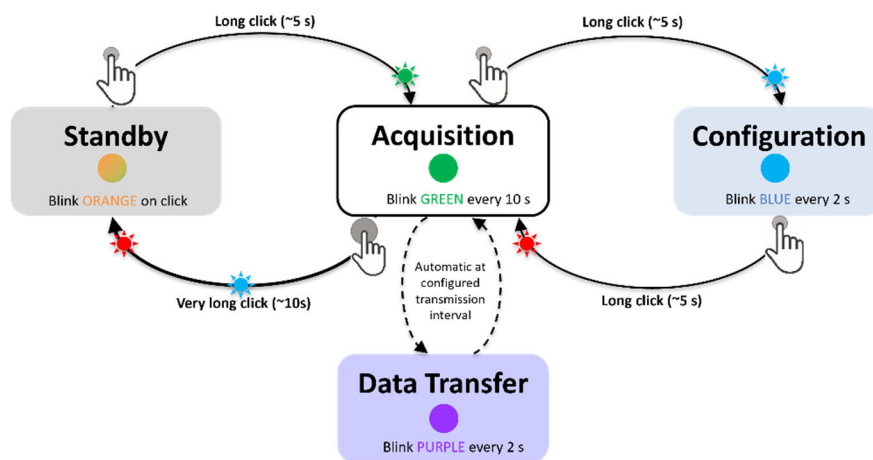 Long click (~5 s)
Long click (~5 s)
Standby
Blink ORANGE on click
Acquisition
Blink GREEN every 10 s
Configuration
Blink BLUE every 2 s
Very long click (~10s)
Automatic at
configured
transmission
interval
Long click (~5 s)
Data Transfer
Blink PURPLE every 2 s